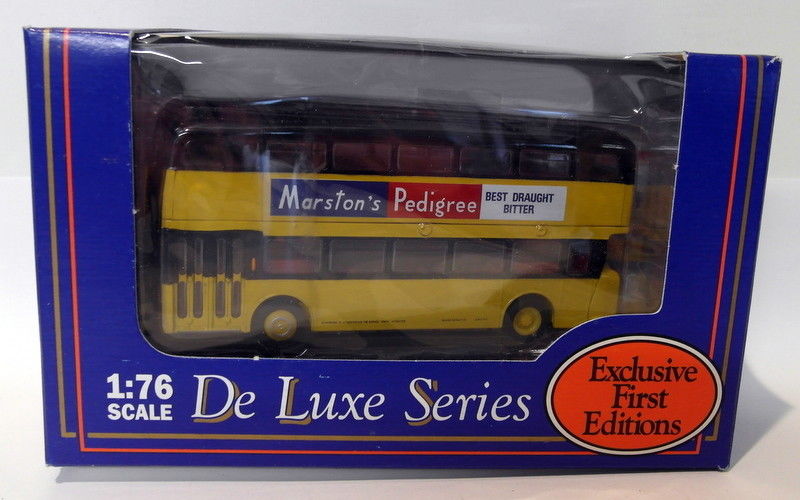 Marston's Pedigree BEST DRAUGHT
BITTER
1:76
SCALE
De Luxe Series
Exclusive
First
Editions